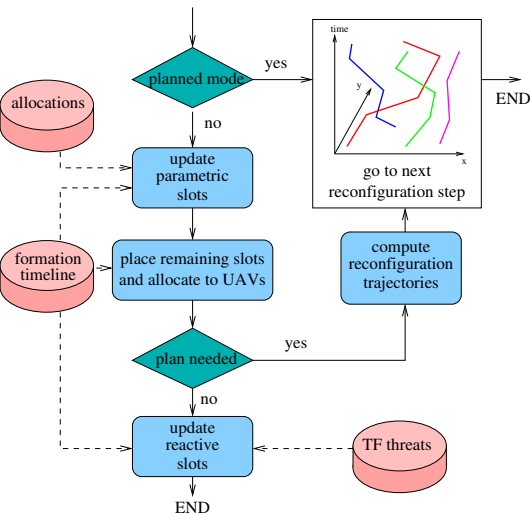 time
planned mode
yes
y
x
END
allocations
no
go to next
reconfiguration step
update
parametric
slots
formation
timeline
place remaining slots
and allocate to UAVs
compute
reconfiguration
trajectories
plan needed
yes
no
update
reactive
slots
TF threats
END